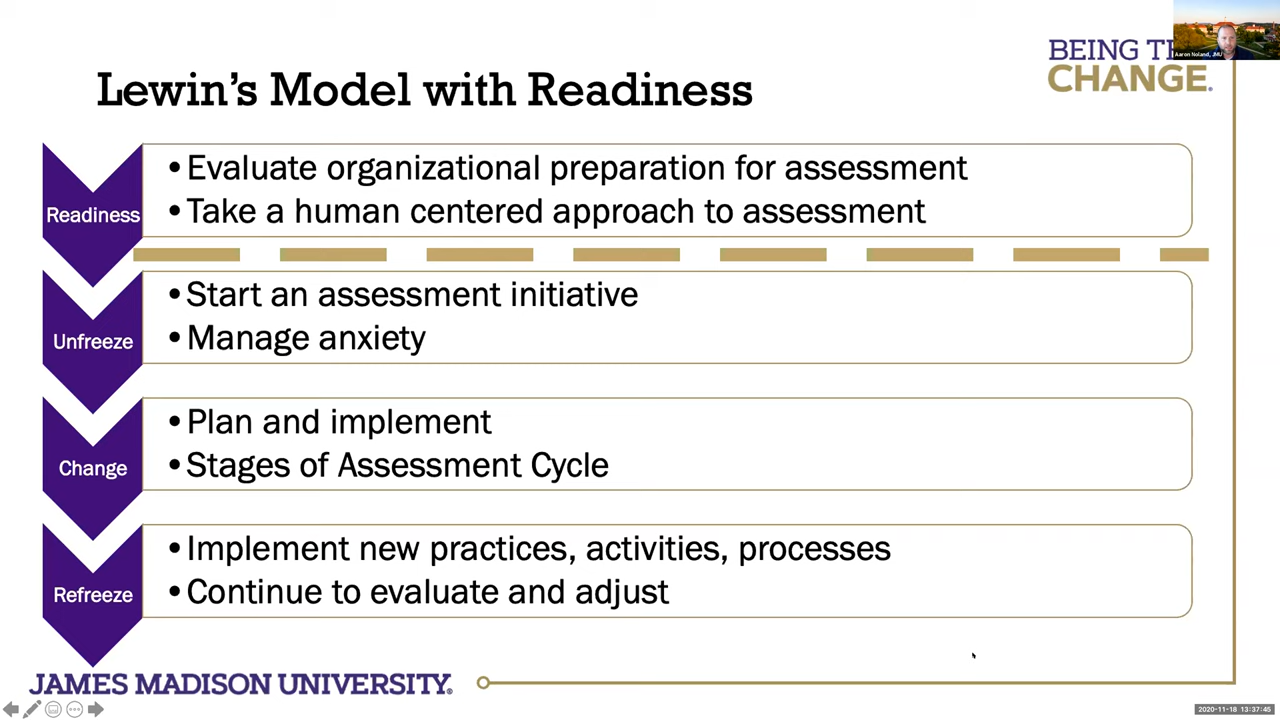 BEING T
CHANGE.
Aaron Noland, JMU
Lewin's Model with Readiness
Readiness
•Evaluate organizational preparation for assessment
•Take a human centered approach to assessment
Unfreeze
•Start an assessment initiative
•Manage anxiety
Change
•Plan and implement
•Stages of Assessment Cycle
Refreeze
•Implement new practices, activities, processes
•Continue to evaluate and adjust
JAMES MADISON UNIVERSITY®
2020-11-18 13:37:45